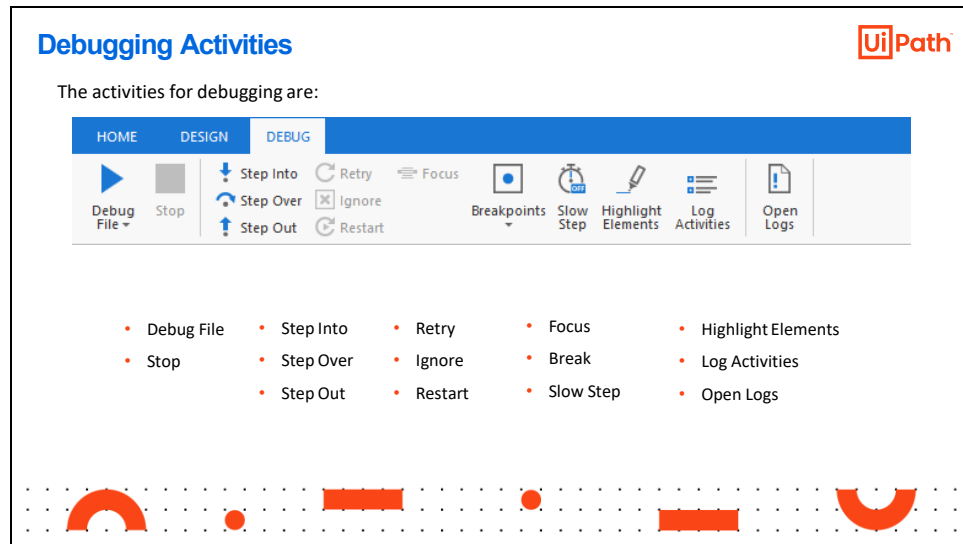 Debugging Activities
UiPath
The activities for debugging are:
HOME DESIGN DEBUG
Step Into Retry Focus
Step Over Ignore
Debug Stop Breakpoints Slow Highlight Log Open
File Step Elements Activities Logs
OFF
Step Out Restart
• Debug File • Step Into • Retry • Focus • Highlight Elements
• Stop • Step Over • Ignore • Break • Log Activities
• Step Out • Restart • Slow Step • Open Logs